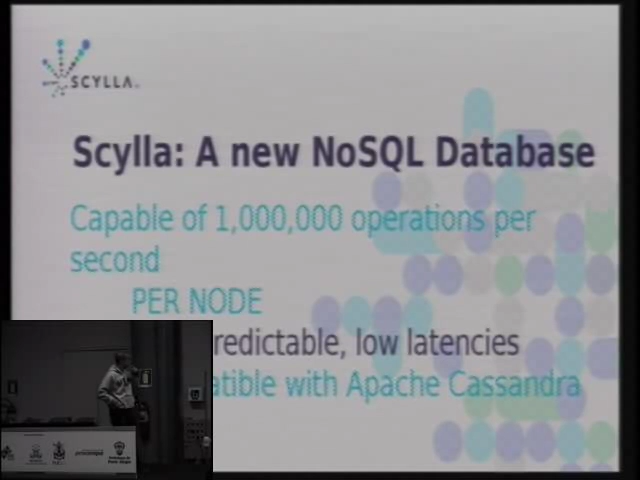 SCYLLA
Scylla: A new NoSQL Database
Capable of 1,000,000 operations per
second
PER NODE
redictable, low latencies
atible with Apache Cassandra